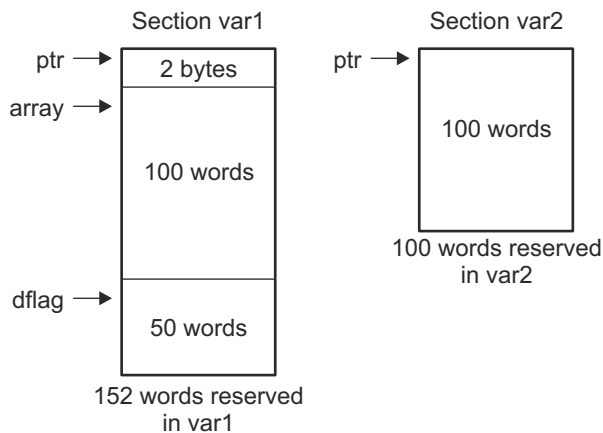 Section var1
ptr
2 bytes
array
100 words
dflag
50 words
152 words reserved
in var1
Section var2
ptr
100 words
100 words reserved
in var2